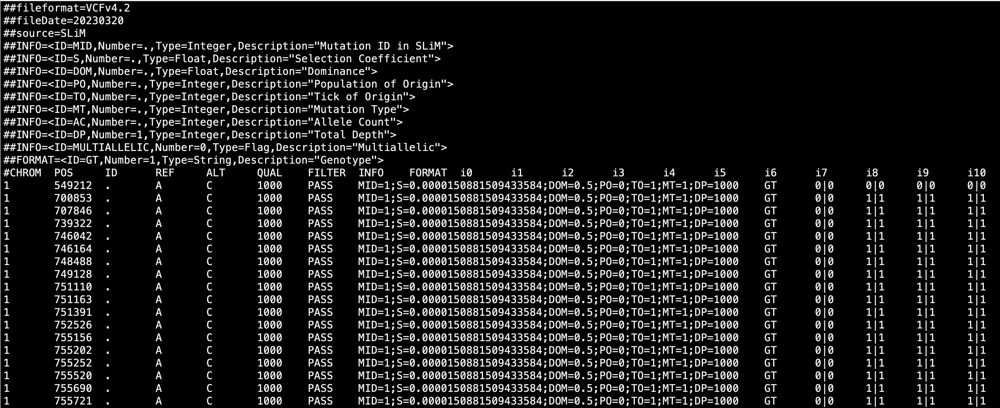 ##fileformat=VCFv4.2
##fileDate=20230320
##source=SLiM
##INFO=<ID=MID,Number=.,Type=Integer,Description="Mutation ID in SLiM">
##INFO=<ID=S,Number=.,Type=Float,Description="Selection Coefficient">
##INFO=<ID=DOM,Number=.,Type=Float,Description="Dominance">
##INFO=<ID=PO,Number=.,Type=Integer,Description="Population of Origin">
##INFO=<ID=TO,Number=.,Type=Integer,Description="Tick of Origin">
##INFO=<ID=MT,Number=.,Type=Integer,Description="Mutation Type">
##INFO=<ID=AC,Number=.,Type=Integer,Description="Allele Count">
##INFO=<ID=DP,Number=1,Type=Integer,Description="Total Depth">
##INFO=<ID=MULTIALLELIC,Number=0,Type=Flag,Description="Multiallelic">
##FORMAT=<ID=GT,Number=1,Type=String,Description="Genotype">
#CHROM POS ID REF ALT QUAL FILTER INFO FORMAT i0 i1 i2 i3 i4 i5 i6 i7 i8 i9 i10
1 549212 . A C 1000 PASS MID=1;S=0.0000150881509433584;DOM=0.5;PO=0;TO=1;MT=1;DP=1000 GT 0|0 0|0 0|0 0|0
1 700853 . A C 1000 PASS MID=1;S=0.0000150881509433584;DOM=0.5;PO=0;TO=1;MT=1;DP=1000 GT 0|0 1|1 1|1 1|1
1 707846 . A C 1000 PASS MID=1;S=0.0000150881509433584;DOM=0.5;PO=0;TO=1;MT=1;DP=1000 GT 0|0 1|1 1|1 1|1
1 739322 . A C 1000 PASS MID=1;S=0.0000150881509433584;DOM=0.5;PO=0;TO=1;MT=1;DP=1000 GT 0|0 1|1 1|1 1|1
1 746042 . A C 1000 PASS MID=1;S=0.0000150881509433584;DOM=0.5;PO=0;TO=1;MT=1;DP=1000 GT 0|0 1|1 1|1 1|1
1 746164 . A C 1000 PASS MID=1;S=0.0000150881509433584;DOM=0.5;PO=0;TO=1;MT=1;DP=1000 GT 0|0 1|1 1|1 1|1
1 748488 . A C 1000 PASS MID=1;S=0.0000150881509433584;DOM=0.5;PO=0;TO=1;MT=1;DP=1000 GT 0|0 1|1 1|1 1|1
1 749128 . A C 1000 PASS MID=1;S=0.0000150881509433584;DOM=0.5;PO=0;TO=1;MT=1;DP=1000 GT 0|0 1|1 1|1 1|1
1 751110 . A C 1000 PASS MID=1;S=0.0000150881509433584;DOM=0.5;PO=0;TO=1;MT=1;DP=1000 GT 0|0 1|1 1|1 1|1
1 751163 . A C 1000 PASS MID=1;S=0.0000150881509433584;DOM=0.5;PO=0;TO=1;MT=1;DP=1000 GT 0|0 1|1 1|1 1|1
1 751391 . A C 1000 PASS MID=1;S=0.0000150881509433584;DOM=0.5;PO=0;TO=1;MT=1;DP=1000 GT 0|0 1|1 1|1 1|1
1 752526 . A C 1000 PASS MID=1;S=0.0000150881509433584;DOM=0.5;PO=0;TO=1;MT=1;DP=1000 GT 0|0 1|1 1|1 1|1
1 755156 . A C 1000 PASS MID=1;S=0.0000150881509433584;DOM=0.5;PO=0;TO=1;MT=1;DP=1000 GT 0|0 1|1 1|1 1|1
1 755202 . A C 1000 PASS MID=1;S=0.0000150881509433584;DOM=0.5;PO=0;TO=1;MT=1;DP=1000 GT 0|0 1|1 1|1 1|1
1 755252 . A C 1000 PASS MID=1;S=0.0000150881509433584;DOM=0.5;PO=0;TO=1;MT=1;DP=1000 GT 0|0 1|1 1|1 1|1
1 755520 . A C 1000 PASS MID=1;S=0.0000150881509433584;DOM=0.5;PO=0;TO=1;MT=1;DP=1000 GT 0|0 1|1 1|1 1|1
1 755690 . A C 1000 PASS MID=1;S=0.0000150881509433584;DOM=0.5;PO=0;TO=1;MT=1;DP=1000 GT 0|0 1|1 1|1 1|1
1 755721 . A C 1000 PASS MID=1;S=0.0000150881509433584;DOM=0.5;PO=0;TO=1;MT=1;DP=1000 GT 0|0 1|1 1|1 1|1